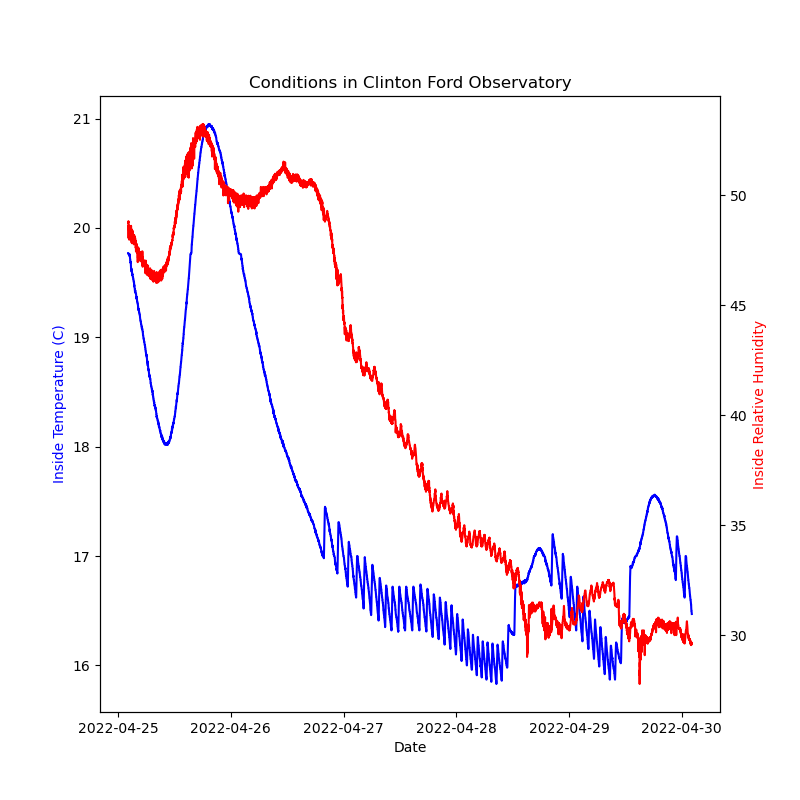 Conditions in Clinton Ford Observatory
21
20
19
18
17
16
Inside Temperature (C)
50
45
40
35
30
Inside Relative Humidity
2022-04-25 2022-04-26 2022-04-27 2022-04-28 2022-04-29 2022-04-30
Date